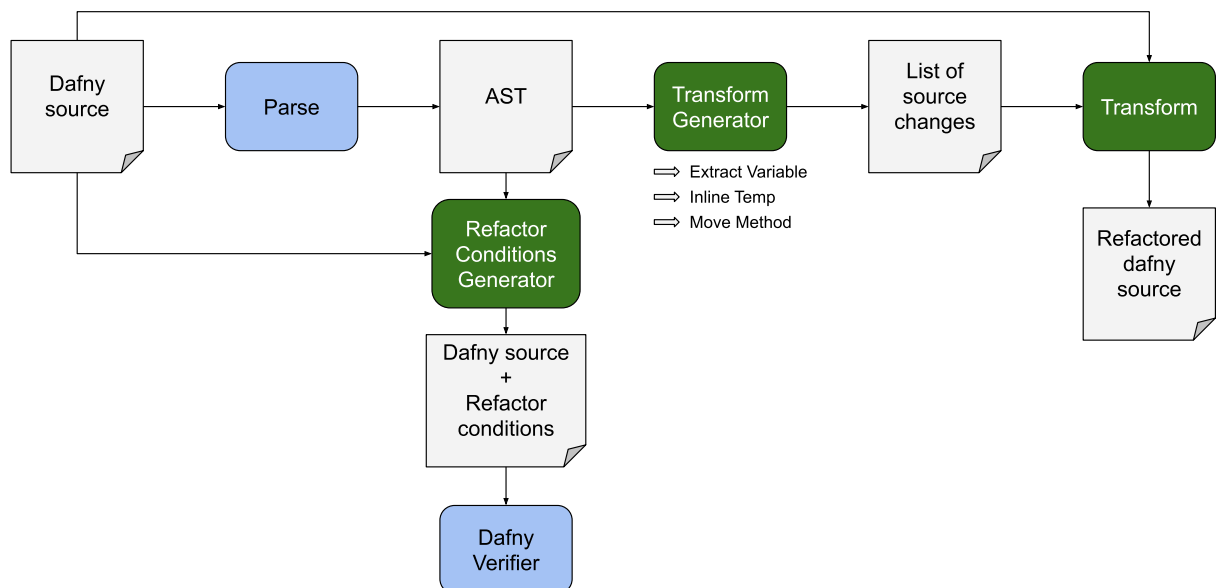 Dafny
source
Parse
AST
Transform
Generator
List of
source
changes
Transform
Extract Variable
Inline Temp
Move Method
Refactor
Conditions
Generator
Refactored
dafny
source
Dafny source
+
Refactor
conditions
Dafny
Verifier